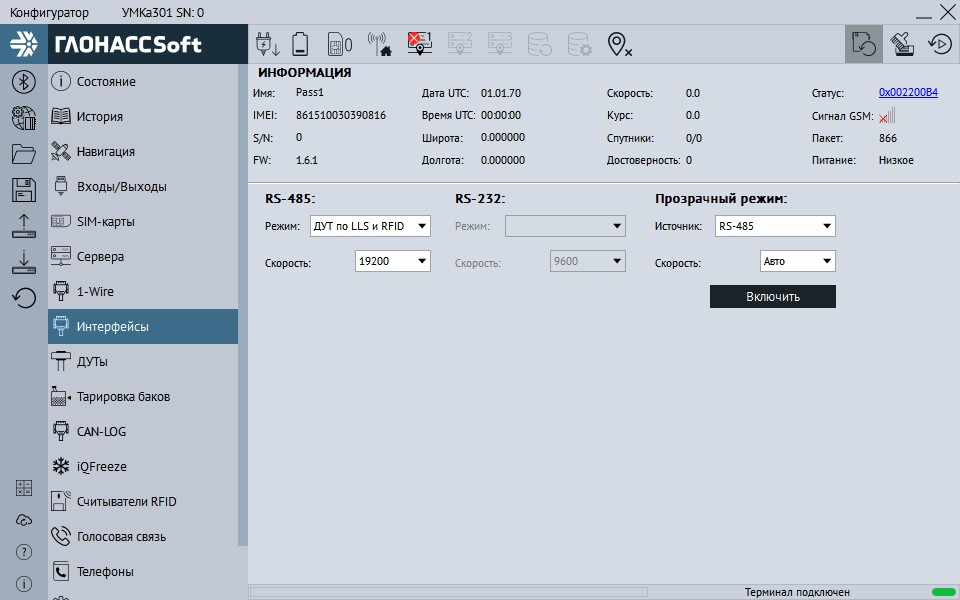 Конфигуратор УМКа301 SN: 0
ГЛОНАССSoft
0 1 2 3
Состояние
История
Навигация
Входы/Выходы
SIM-карты
Сервера
1-Wire
Интерфейсы
ДУТы
Тарировка баков
CAN-LOG
iQFreeze
Считыватели RFID
Голосовая связь
Телефоны
ИНФОРМАЦИЯ
Имя: Pass1 Дата UTC: 01.01.70 Скорость: 0.0 Статус: 0x002200B4
IMEI: 861510030390816 Время UTC: 00:00:00 Курс: 0.0 Сигнал GSM:
S/N: 0 Широта: 0.000000 Спутники: 0/0 Пакет: 866
FW: 1.6.1 Долгота: 0.000000 Достоверность: 0 Питание: Низкое
RS-485: RS-232: Прозрачный режим:
Режим: ДУТ по LLS и RFID Режим: Источник: RS-485
Скорость: 19200 Скорость: 9600 Скорость: Авто
Включить
Терминал подключен